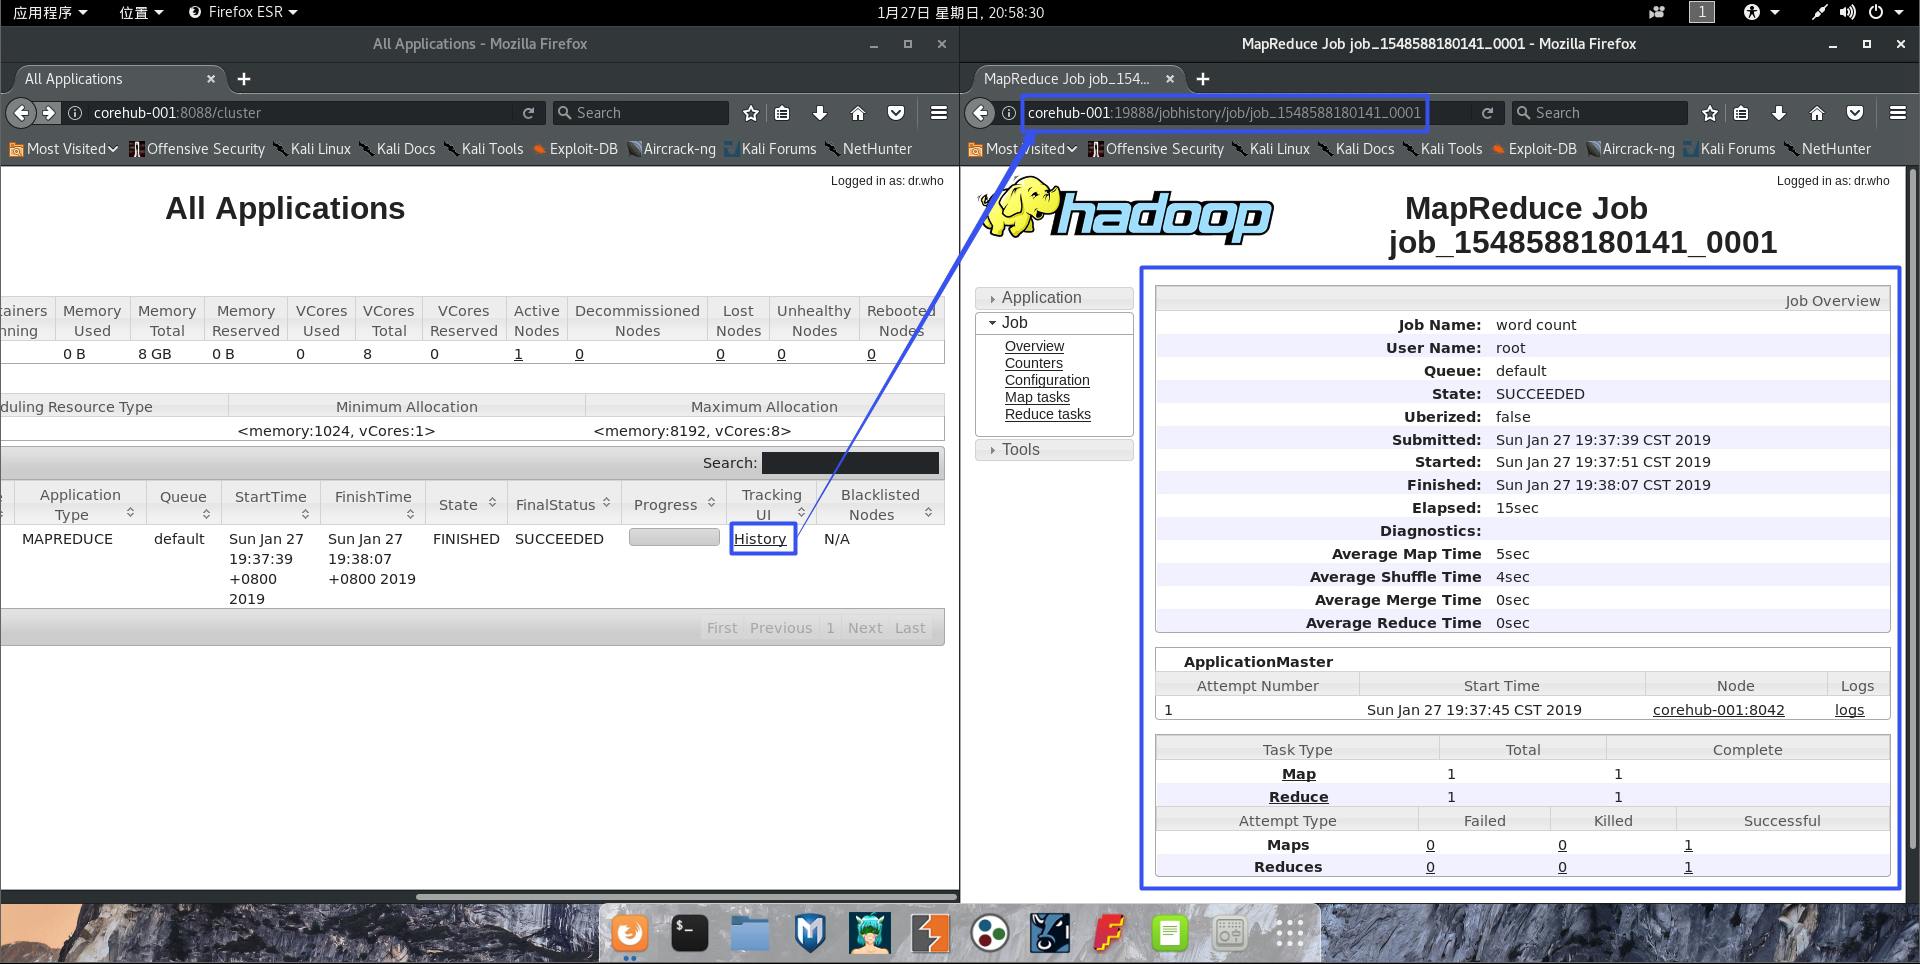 应用程序 位置 Firefox ESR 1月27日 星期日, 20:58:30 1
All Applications - Mozilla Firefox
All Applications
corehub-001:8088/cluster Search
Most Visited Offensive Security Kali Linux Kali Docs Kali Tools Exploit-DB Aircrack-ng Kali Forums NetHunter
Logged in as: dr.who
All Applications
Memory Used Memory Total Memory Reserved VCores Used VCores Total VCores Reserved Active Nodes Decommissioned Nodes Lost Nodes Unhealthy Nodes Rebooted Nodes
0 B 8 GB 0 B 0 8 0 1 0 0 0 0
Resource Type Minimum Allocation Maximum Allocation
<memory:1024, vCores:1> <memory:8192, vCores:8>
Search:
Application Type Queue StartTime FinishTime State FinalStatus Progress Tracking UI Blacklisted Nodes
MAPREDUCE default Sun Jan 27 Sun Jan 27 FINISHED SUCCEEDED History N/A
19:37:39 19:38:07
+0800 +0800 2019
2019
First Previous 1 Next Last
MapReduce Job job_1548588180141_0001 - Mozilla Firefox
MapReduce Job job_154...
corehub-001:19888/jobhistory/job/job_1548588180141_0001 Search
Most Visited Offensive Security Kali Linux Kali Docs Kali Tools Exploit-DB Aircrack-ng Kali Forums NetHunter
Logged in as: dr.who
hadoop
MapReduce Job
job_1548588180141_0001
Application
Job
Overview
Counters
Configuration
Map tasks
Reduce tasks
Tools
Job Overview
Job Name: word count
User Name: root
Queue: default
State: SUCCEEDED
Uberized: false
Submitted: Sun Jan 27 19:37:39 CST 2019
Started: Sun Jan 27 19:37:51 CST 2019
Finished: Sun Jan 27 19:38:07 CST 2019
Elapsed: 15sec
Diagnostics:
Average Map Time 5sec
Average Shuffle Time 4sec
Average Merge Time 0sec
Average Reduce Time 0sec
ApplicationMaster
Attempt Number Start Time Node Logs
1 Sun Jan 27 19:37:45 CST 2019 corehub-001:8042 logs
Task Type Total Complete
Map 1 1
Reduce 1 1
Attempt Type Failed Killed Successful
Maps 0 0 1
Reduces 0 0 1